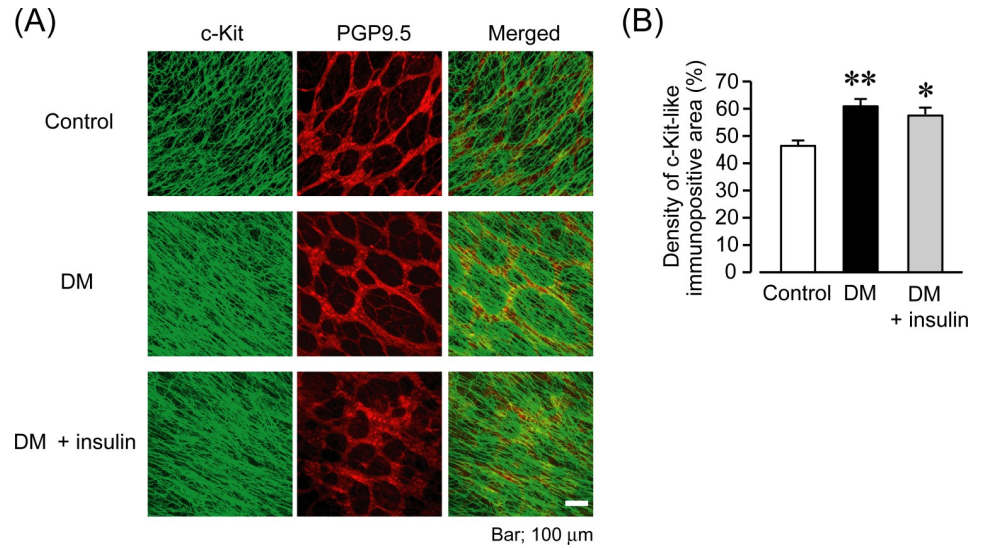 (A)
c-Kit
PGP9.5
Merged
Control
DM
DM + insulin
Bar; 100 μm
(B)
Density of c-Kit-like
immunopositive area (%)
70
60
50
40
30
20
10
0
**
*
Control
DM
DM
+ insulin